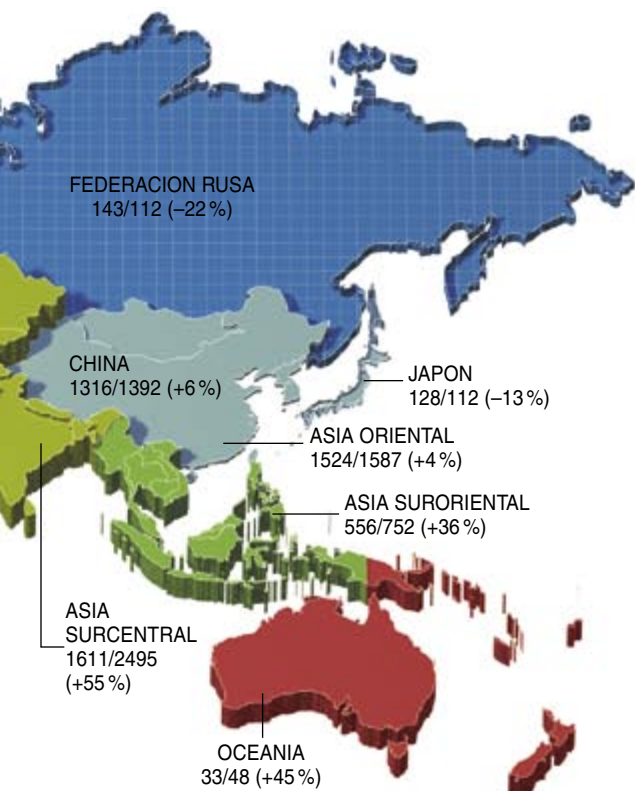 FEDERACION RUSA
143/112 (–22 %)
CHINA
1316/1392 (+6 %)
JAPON
128/112 (–13 %)
ASIA ORIENTAL
1524/1587 (+4 %)
ASIA SURORIENTAL
556/752 (+36 %)
ASIA
SURCENTRAL
1611/2495
(+55 %)
OCEANIA
33/48 (+45 %)